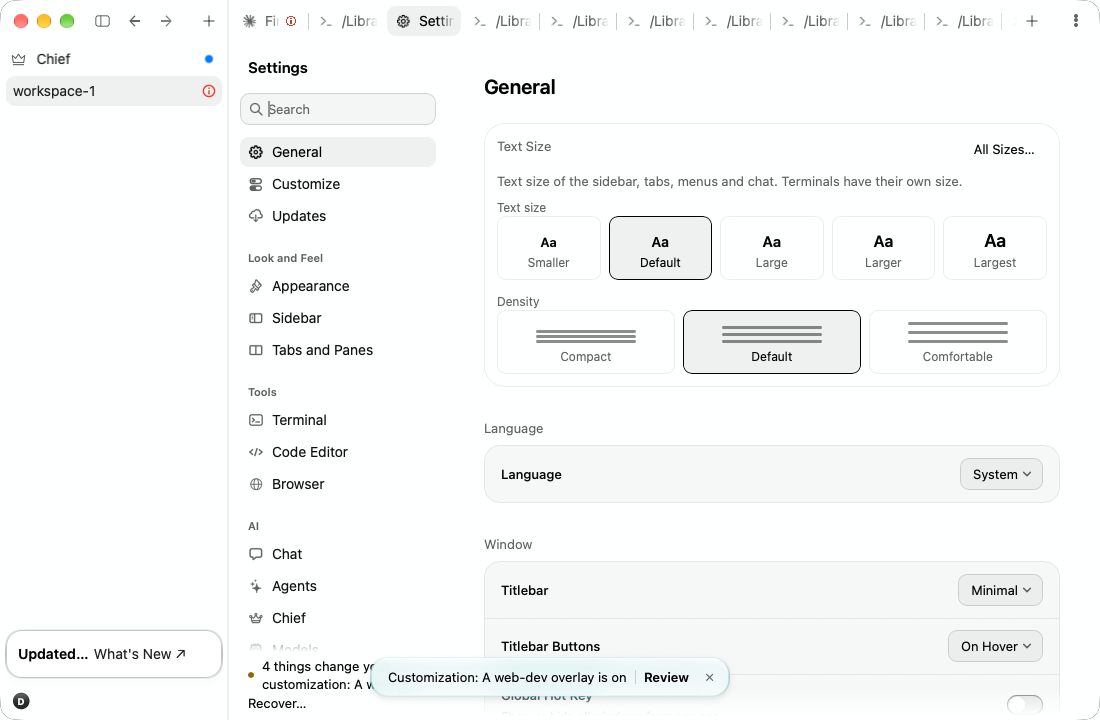 Fi
/Libra
Settin
/Libra
/Libra
/Libra
/Libra
/Libra
/Libra
/Libra
Chief
workspace-1
Updated... What's New ↗
D
Settings
Search
General
Customize
Updates
Look and Feel
Appearance
Sidebar
Tabs and Panes
Tools
Terminal
Code Editor
Browser
AI
Chat
Agents
Chief
Models
4 things change yo
customization: A w
Recover...
General
Text Size
All Sizes...
Text size of the sidebar, tabs, menus and chat. Terminals have their own size.
Text size
Aa Aa Aa Aa Aa
Smaller Default Large Larger Largest
Density
Compact Default Comfortable
Language
Language System
Window
Titlebar Minimal
Titlebar Buttons On Hover
Customization: A web-dev overlay is on Review ×
Global Hot Key